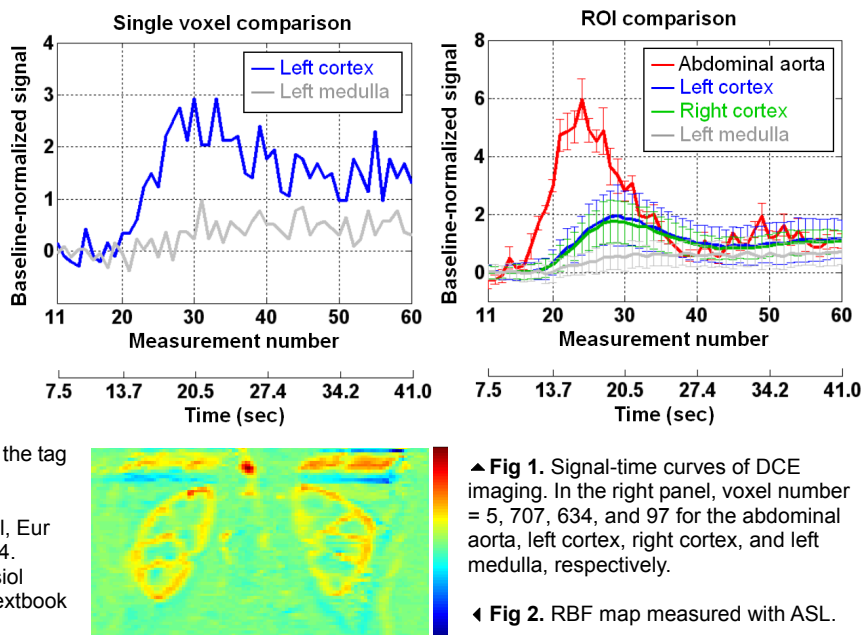 Single voxel comparison
Baseline-normalized signal
4
3
2
1
0
Left cortex
Left medulla
11 20 30 40 50 60
Measurement number
7.5 13.7 20.5 27.4 34.2 41.0
Time (sec)
ROI comparison
Baseline-normalized signal
8
6
4
2
0
Abdominal aorta
Left cortex
Right cortex
Left medulla
11 20 30 40 50 60
Measurement number
7.5 13.7 20.5 27.4 34.2 41.0
Time (sec)
the tag
l, Eur
4.
siol
extbook
▲Fig 1. Signal-time curves of DCE
imaging. In the right panel, voxel number
= 5, 707, 634, and 97 for the abdominal
aorta, left cortex, right cortex, and left
medulla, respectively.
◀ Fig 2. RBF map measured with ASL.